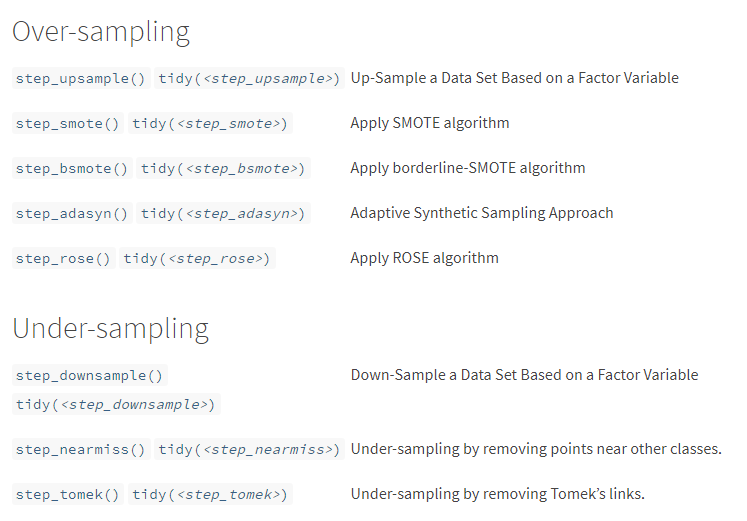 Over-sampling
step_upsample() tidy(<step_upsample>) Up-Sample a Data Set Based on a Factor Variable
step_smote() tidy(<step_smote>) Apply SMOTE algorithm
step_bsmote() tidy(<step_bsmote>) Apply borderline-SMOTE algorithm
step_adasyn() tidy(<step_adasyn>) Adaptive Synthetic Sampling Approach
step_rose() tidy(<step_rose>) Apply ROSE algorithm
Under-sampling
step_downsample() Down-Sample a Data Set Based on a Factor Variable
tidy(<step_downsample>)
step_nearmiss() tidy(<step_nearmiss>) Under-sampling by removing points near other classes.
step_tomek() tidy(<step_tomek>) Under-sampling by removing Tomek’s links.